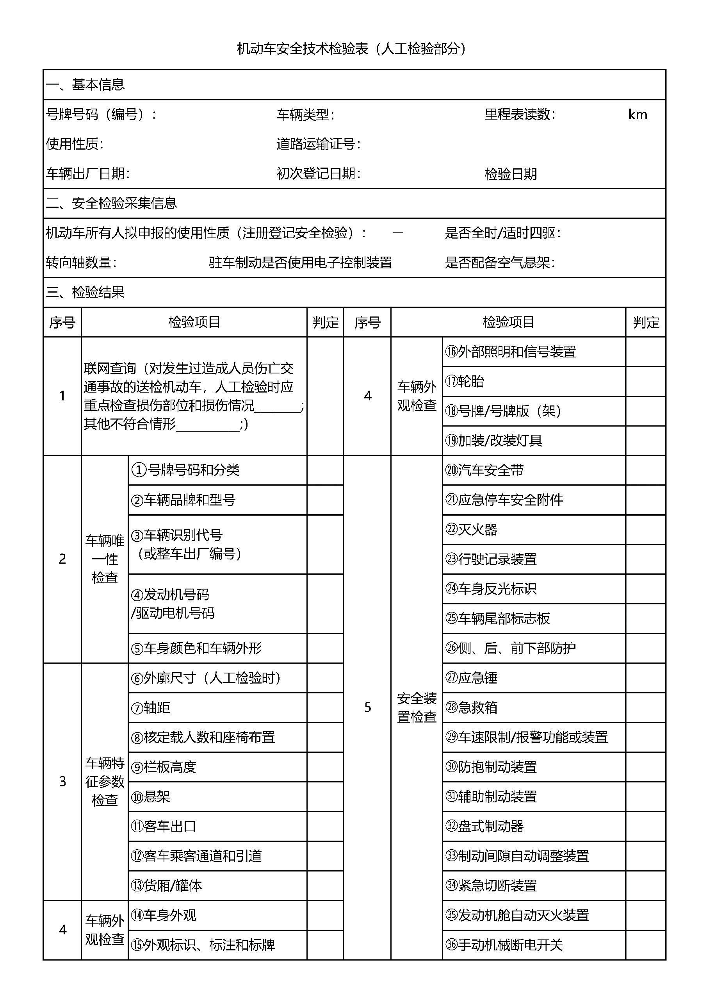 机动车安全技术检验表（人工检验部分）
一、基本信息
号牌号码（编号）： 车辆类型： 里程表读数： km
使用性质： 道路运输证号：
车辆出厂日期： 初次登记日期： 检验日期
二、安全检验采集信息
机动车所有人拟申报的使用性质（注册登记安全检验）： — 是否全时/适时四驱：
转向轴数量： 驻车制动是否使用电子控制装置 是否配备空气悬架：
三、检验结果
序号 检验项目 判定 序号 检验项目 判定
1
联网查询（对发生过造成人员伤亡交
通事故的送检机动车，人工检验时应
重点检查损伤部位和损伤情况_______;
其他不符合情形_________;）
2
车辆唯
一性
检查
①号牌号码和分类
②车辆品牌和型号
③车辆识别代号
（或整车出厂编号）
④发动机号码
/驱动电机号码
⑤车身颜色和车辆外形
3
车辆特
征参数
检查
⑥外廓尺寸（人工检验时）
⑦轴距
⑧核定载人数和座椅布置
⑨栏板高度
⑩悬架
⑪客车出口
⑫客车乘客通道和引道
⑬货厢/罐体
4
车辆外
观检查
⑭车身外观
⑮外观标识、标注和标牌
4
车辆外
观检查
⑯外部照明和信号装置
⑰轮胎
⑱号牌/号牌版（架）
⑲加装/改装灯具
5
安全装
置检查
⑳汽车安全带
㉑应急停车安全附件
㉒灭火器
㉓行驶记录装置
㉔车身反光标识
㉕车辆尾部标志板
㉖侧、后、前下部防护
㉗应急锤
㉘急救箱
㉙车速限制/报警功能或装置
㉚防抱制动装置
㉛辅助制动装置
㉜盘式制动器
㉝制动间隙自动调整装置
㉞紧急切断装置
㉟发动机舱自动灭火装置
㊱手动机械断电开关